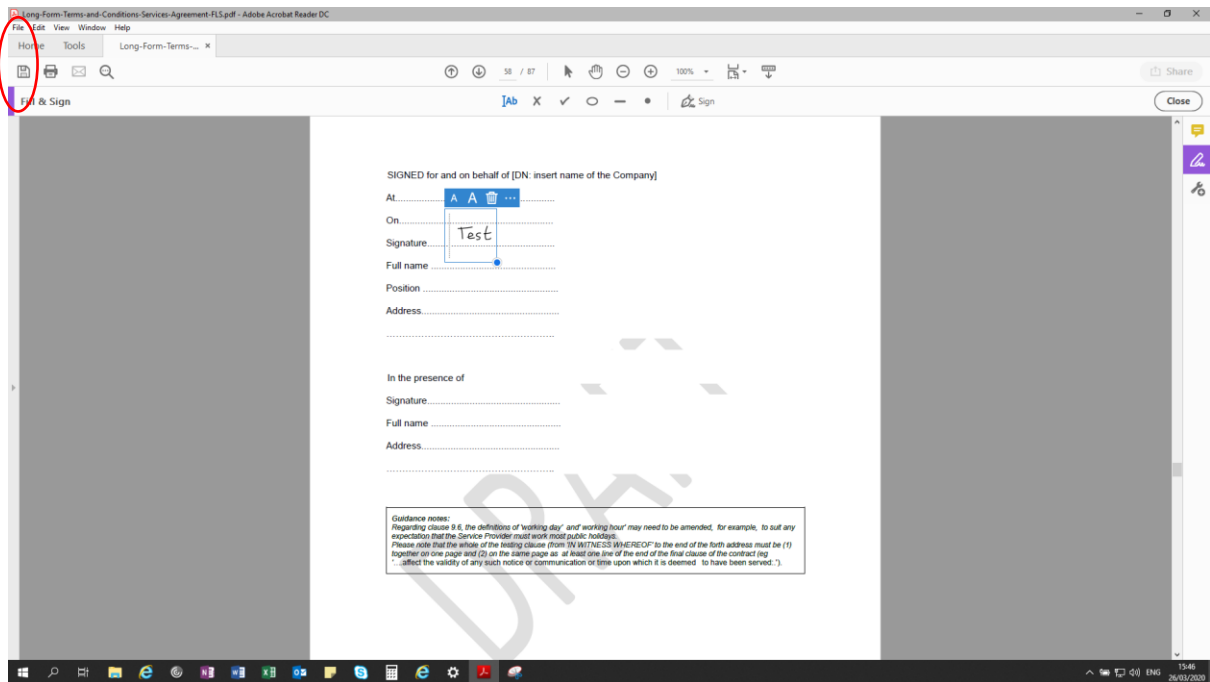 Long-Form-Terms-and-Conditions-Services-Agreement-FLS.pdf - Adobe Acrobat Reader DC
File Edit View Window Help
Home Tools Long-Form-Terms-... ×
58 / 87 100%
Share
Fill & Sign
Ab Sign Close
SIGNED for and on behalf of [DN: insert name of the Company]
A A ...
At....................
On....................
Test
Signature....................
Full name ....................
Position ....................
Address....................
....................
In the presence of
Signature....................
Full name ....................
Address....................
....................
DRAFT
Guidance notes:
Regarding clause 9.6, the definitions of 'working day' and 'working hour' may need to be amended, for example, to suit any
expectation that the Service Provider must work most public holidays.
Please note that the whole of the testing clause (from 'IN WITNESS WHEREOF' to the end of the forth address must be (1)
together on one page and (2) on the same page as at least one line of the end of the final clause of the contract (eg
"...affect the validity of any such notice or communication or time upon which it is deemed to have been served:.").
ENG
15:46
26/03/2020